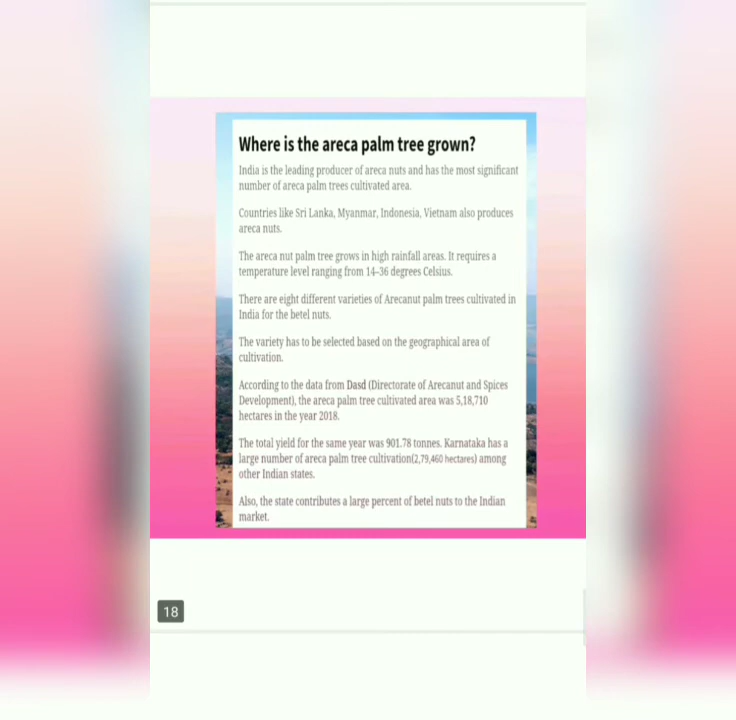 Where is the areca palm tree grown?
India is the leading producer of areca nuts and has the most significant
number of areca palm trees cultivated area.
Countries like Sri Lanka, Myanmar, Indonesia, Vietnam also produces
areca nuts.
The areca nut palm tree grows in high rainfall areas. It requires a
temperature level ranging from 14-36 degrees Celsius.
There are eight different varieties of Arecanut palm trees cultivated in
India for the betel nuts.
The variety has to be selected based on the geographical area of
cultivation.
According to the data from Dasd (Directorate of Arecanut and Spices
Development), the areca palm tree cultivated area was 5,18,710
hectares in the year 2018.
The total yield for the same year was 901.78 tonnes. Karnataka has a
large number of areca palm tree cultivation(2,79,460 hectares) among
other Indian states.
Also, the state contributes a large percent of betel nuts to the Indian
market.
18